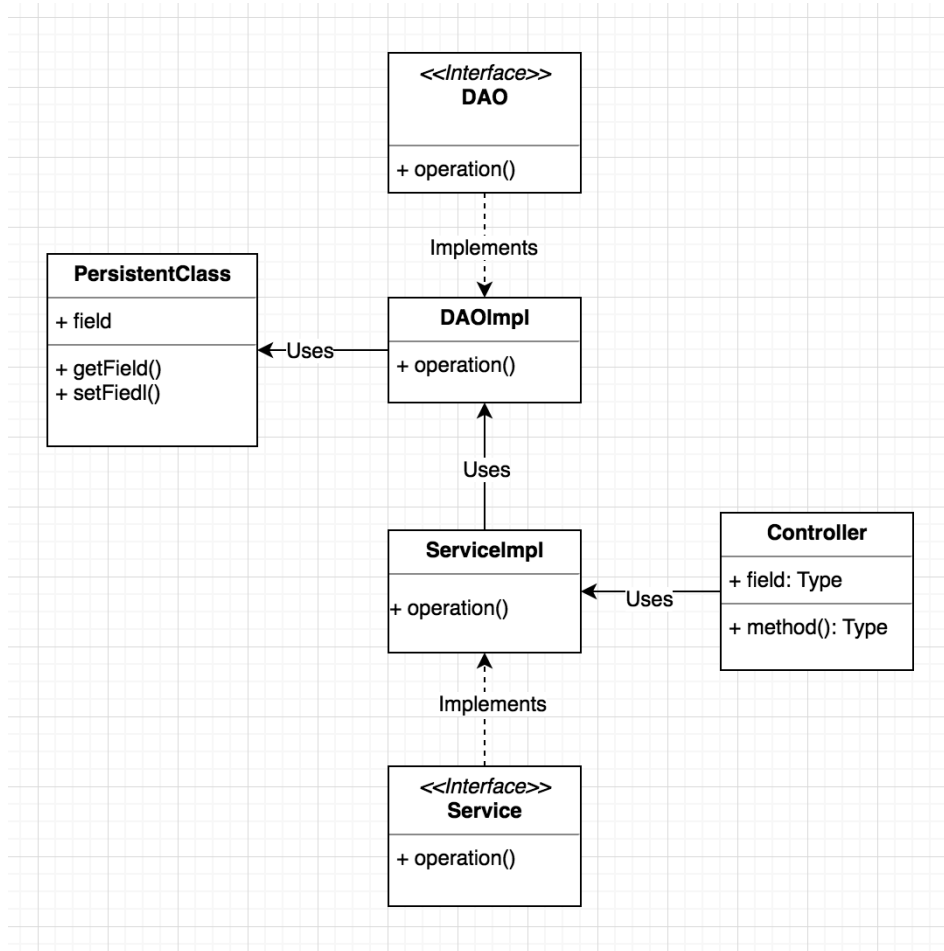 <<Interface>>
DAO
+ operation()
Implements
PersistentClass
+ field
+ getField()
+ setFiedl()
Uses
DAOImpl
+ operation()
Uses
ServiceImpl
+ operation()
Uses
Controller
+ field: Type
+ method(): Type
Implements
<<Interface>>
Service
+ operation()